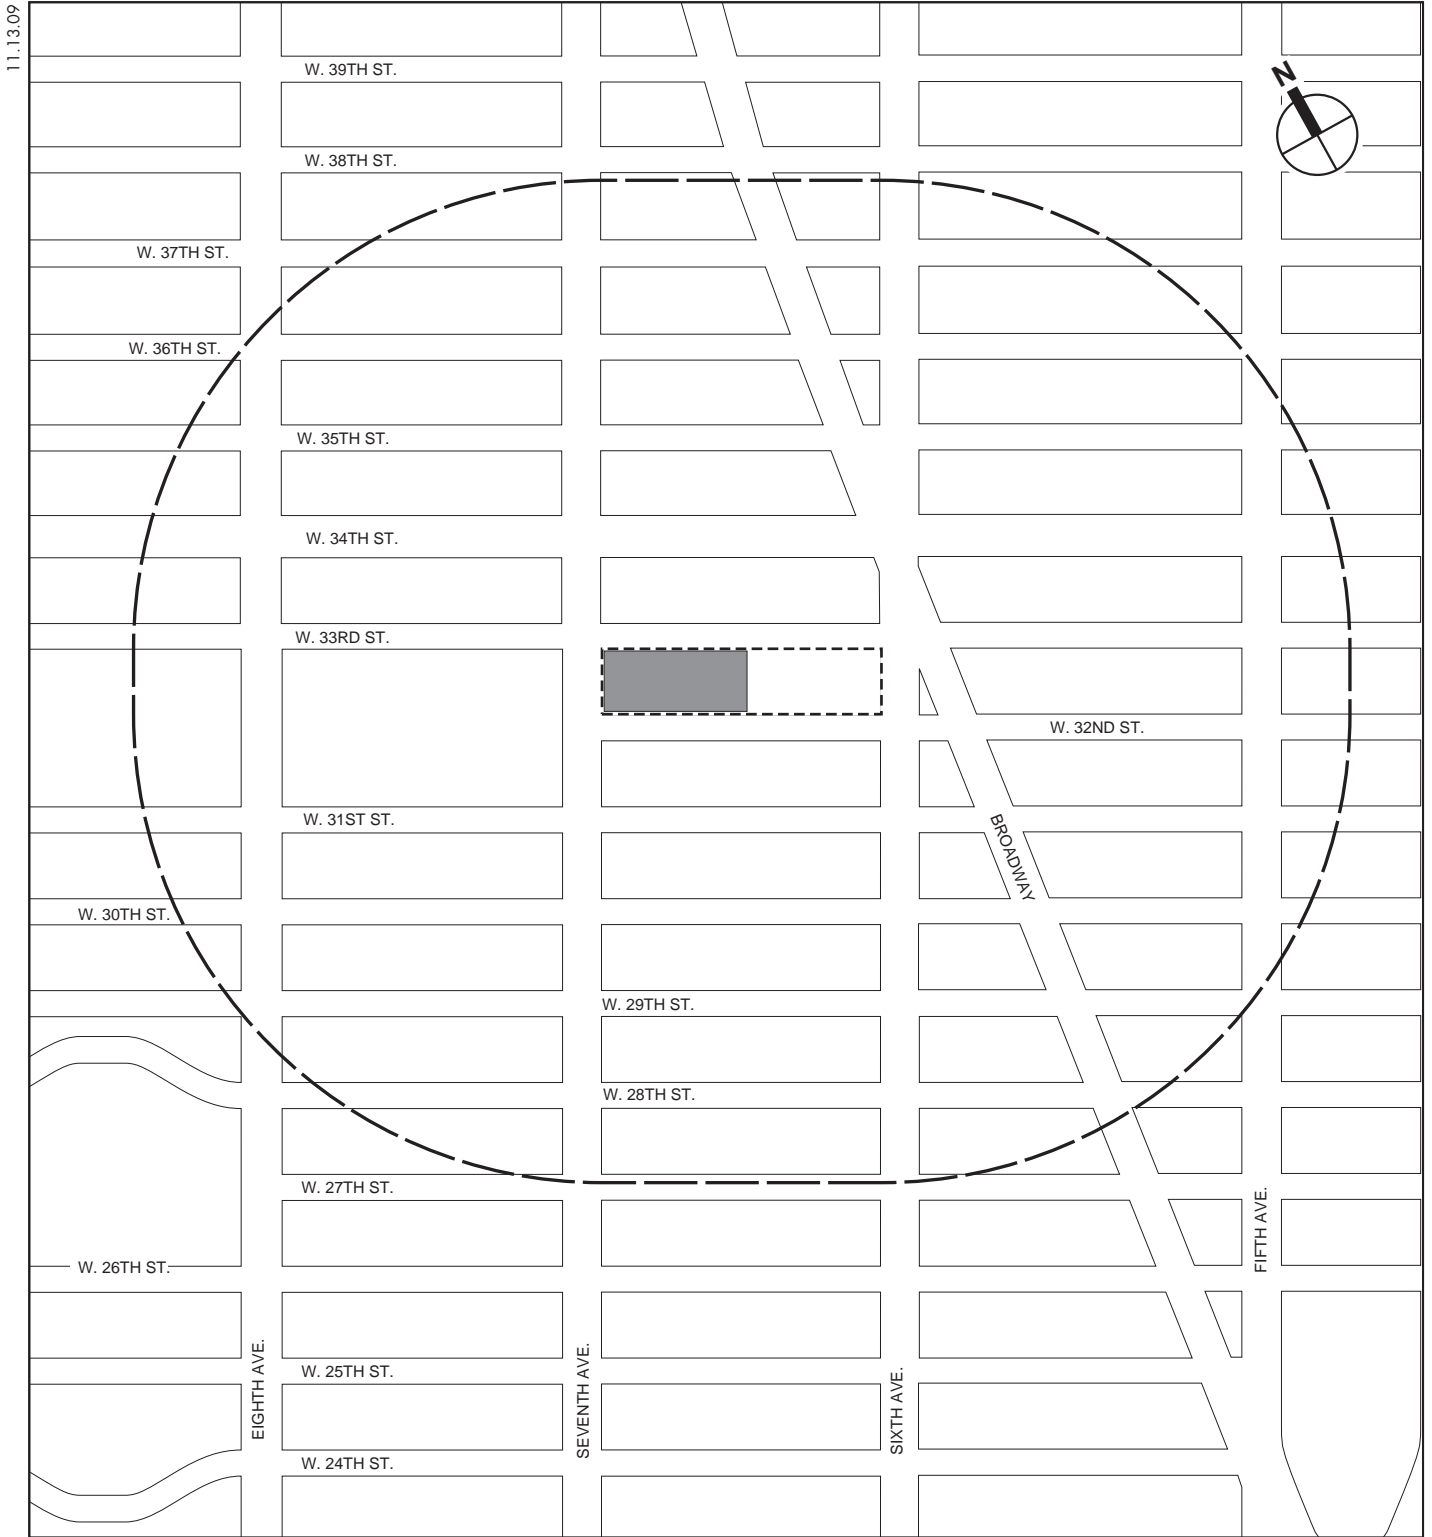 11.13.09
W. 39TH ST.
N
W. 38TH ST.
W. 37TH ST.
W. 36TH ST.
W. 35TH ST.
W. 34TH ST.
W. 33RD ST.
W. 32ND ST.
W. 31ST ST.
BROADWAY
W. 30TH ST.
W. 29TH ST.
W. 28TH ST.
W. 27TH ST.
FIFTH AVE.
W. 26TH ST.
EIGHTH AVE.
SEVENTH AVE.
SIXTH AVE.
W. 25TH ST.
W. 24TH ST.